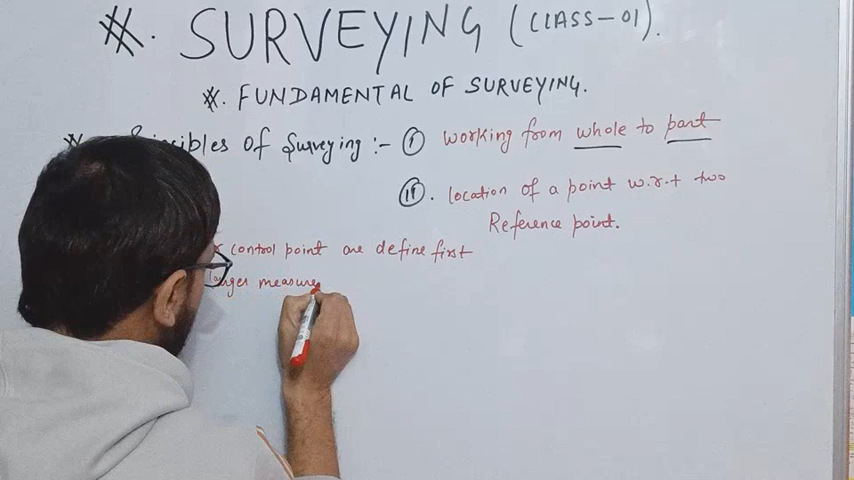 ※. SURVEYING (CLASS-01).
※. FUNDAMENTAL OF SURVEYING.
Principles of Surveying :- (i) working from whole to part
(ii). location of a point w.r.t two
Reference point.
control point are define first
Larger measure